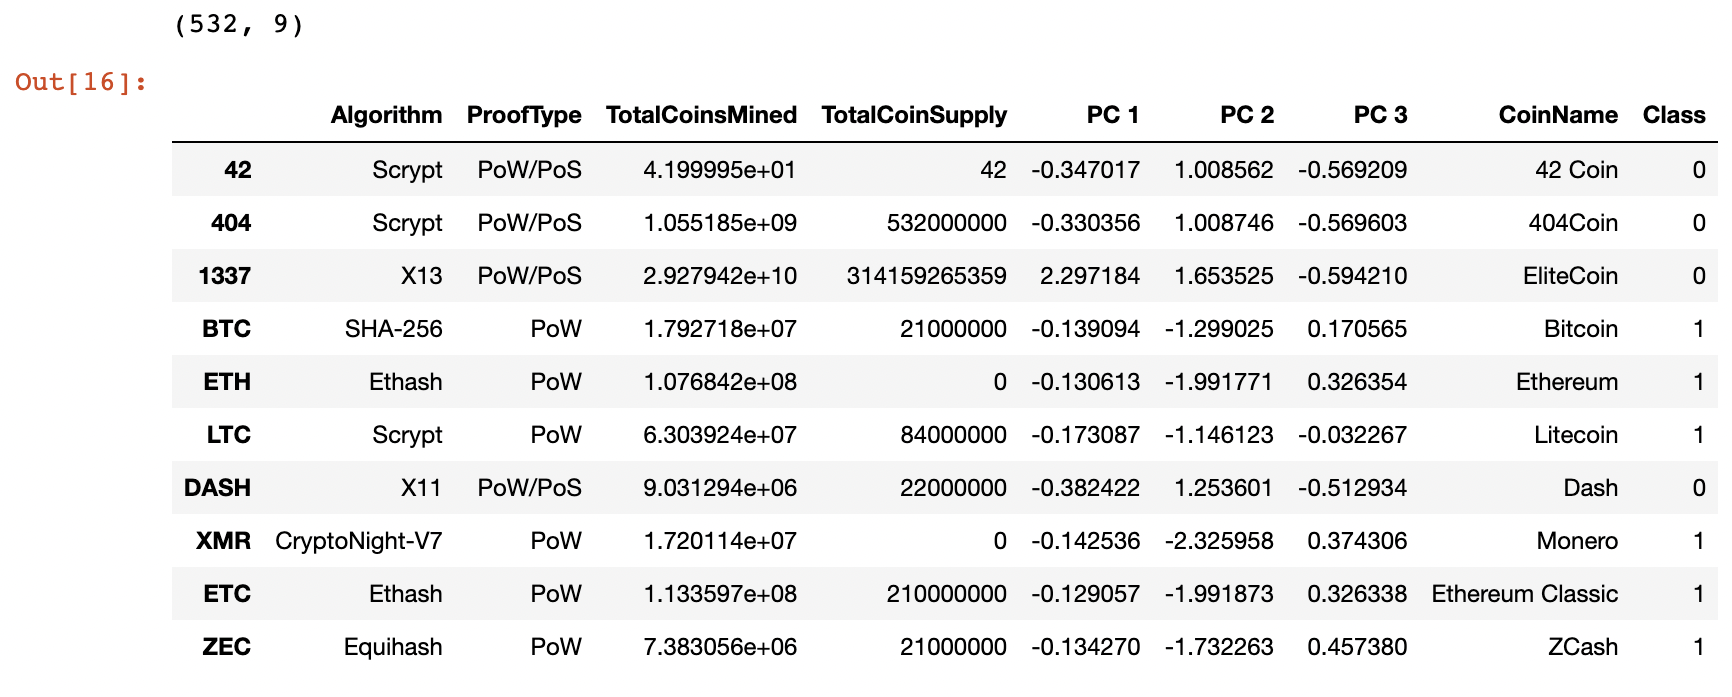 (532, 9)
Out[16]:
Algorithm ProofType TotalCoinsMined TotalCoinSupply PC 1 PC 2 PC 3 CoinName Class
42 Scrypt PoW/PoS 4.199995e+01 42 -0.347017 1.008562 -0.569209 42 Coin 0
404 Scrypt PoW/PoS 1.055185e+09 532000000 -0.330356 1.008746 -0.569603 404Coin 0
1337 X13 PoW/PoS 2.927942e+10 314159265359 2.297184 1.653525 -0.594210 EliteCoin 0
BTC SHA-256 PoW 1.792718e+07 21000000 -0.139094 -1.299025 0.170565 Bitcoin 1
ETH Ethash PoW 1.076842e+08 0 -0.130613 -1.991771 0.326354 Ethereum 1
LTC Scrypt PoW 6.303924e+07 84000000 -0.173087 -1.146123 -0.032267 Litecoin 1
DASH X11 PoW/PoS 9.031294e+06 22000000 -0.382422 1.253601 -0.512934 Dash 0
XMR CryptoNight-V7 PoW 1.720114e+07 0 -0.142536 -2.325958 0.374306 Monero 1
ETC Ethash PoW 1.133597e+08 210000000 -0.129057 -1.991873 0.326338 Ethereum Classic 1
ZEC Equihash PoW 7.383056e+06 21000000 -0.134270 -1.732263 0.457380 ZCash 1